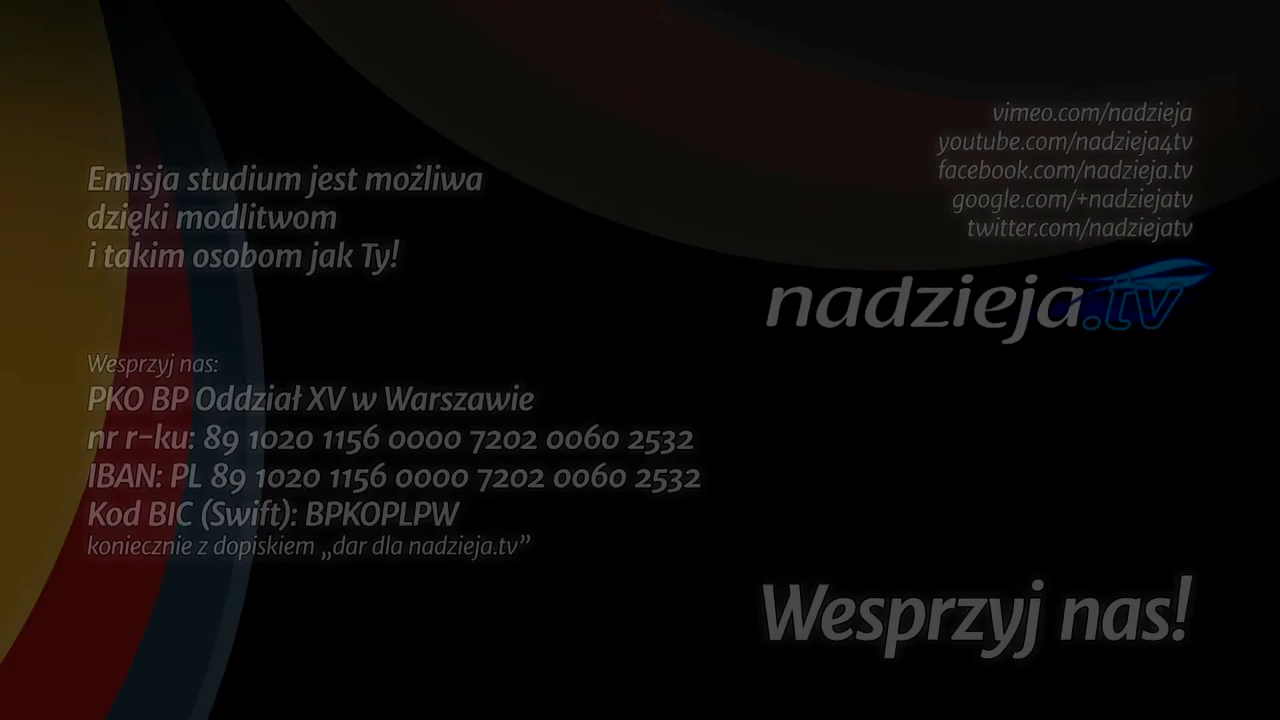 vimeo.com/nadzieja
youtube.com/nadzieja4tv
facebook.com/nadzieja.tv
google.com/+nadziejatv
twitter.com/nadziejatv
nadzieja.tv
Emisja studium jest możliwa
dzięki modlitwom
i takim osobom jak Ty!
Wesprzyj nas:
PKO BP Oddział XV w Warszawie
nr r-ku: 89 1020 1156 0000 7202 0060 2532
IBAN: PL 89 1020 1156 0000 7202 0060 2532
Kod BIC (Swift): BPKOPLPW
koniecznie z dopiskiem „dar dla nadzieja.tv”
Wesprzyj nas!